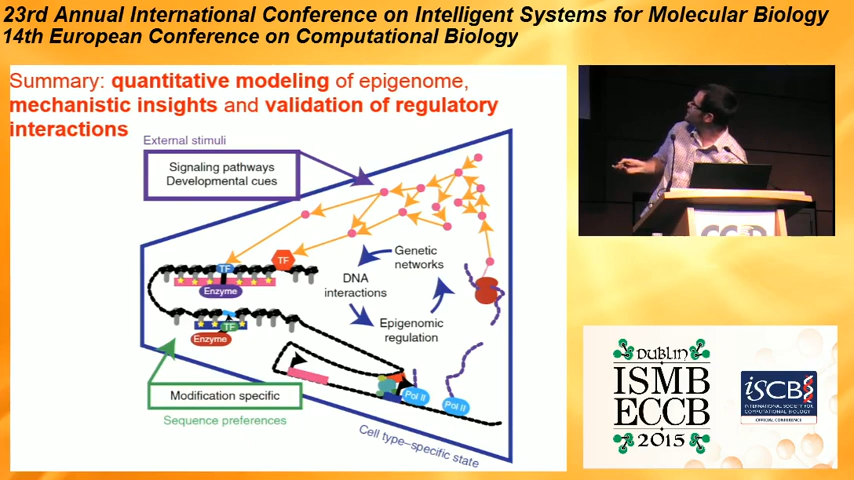 23rd Annual International Conference on Intelligent Systems for Molecular Biology
14th European Conference on Computational Biology
Summary: quantitative modeling of epigenome,
mechanistic insights and validation of regulatory
interactions
External stimuli
Signaling pathways
Developmental cues
TF
TF
Enzyme
Genetic
networks
DNA
interactions
Epigenomic
regulation
TF
Enzyme
Modification specific
Sequence preferences
Pol II
Pol II
Cell type–specific state
DUBLIN
ISMB
ECCB
2015
iSCB
INTERNATIONAL SOCIETY FOR
COMPUTATIONAL BIOLOGY
OFFICIAL CONFERENCE